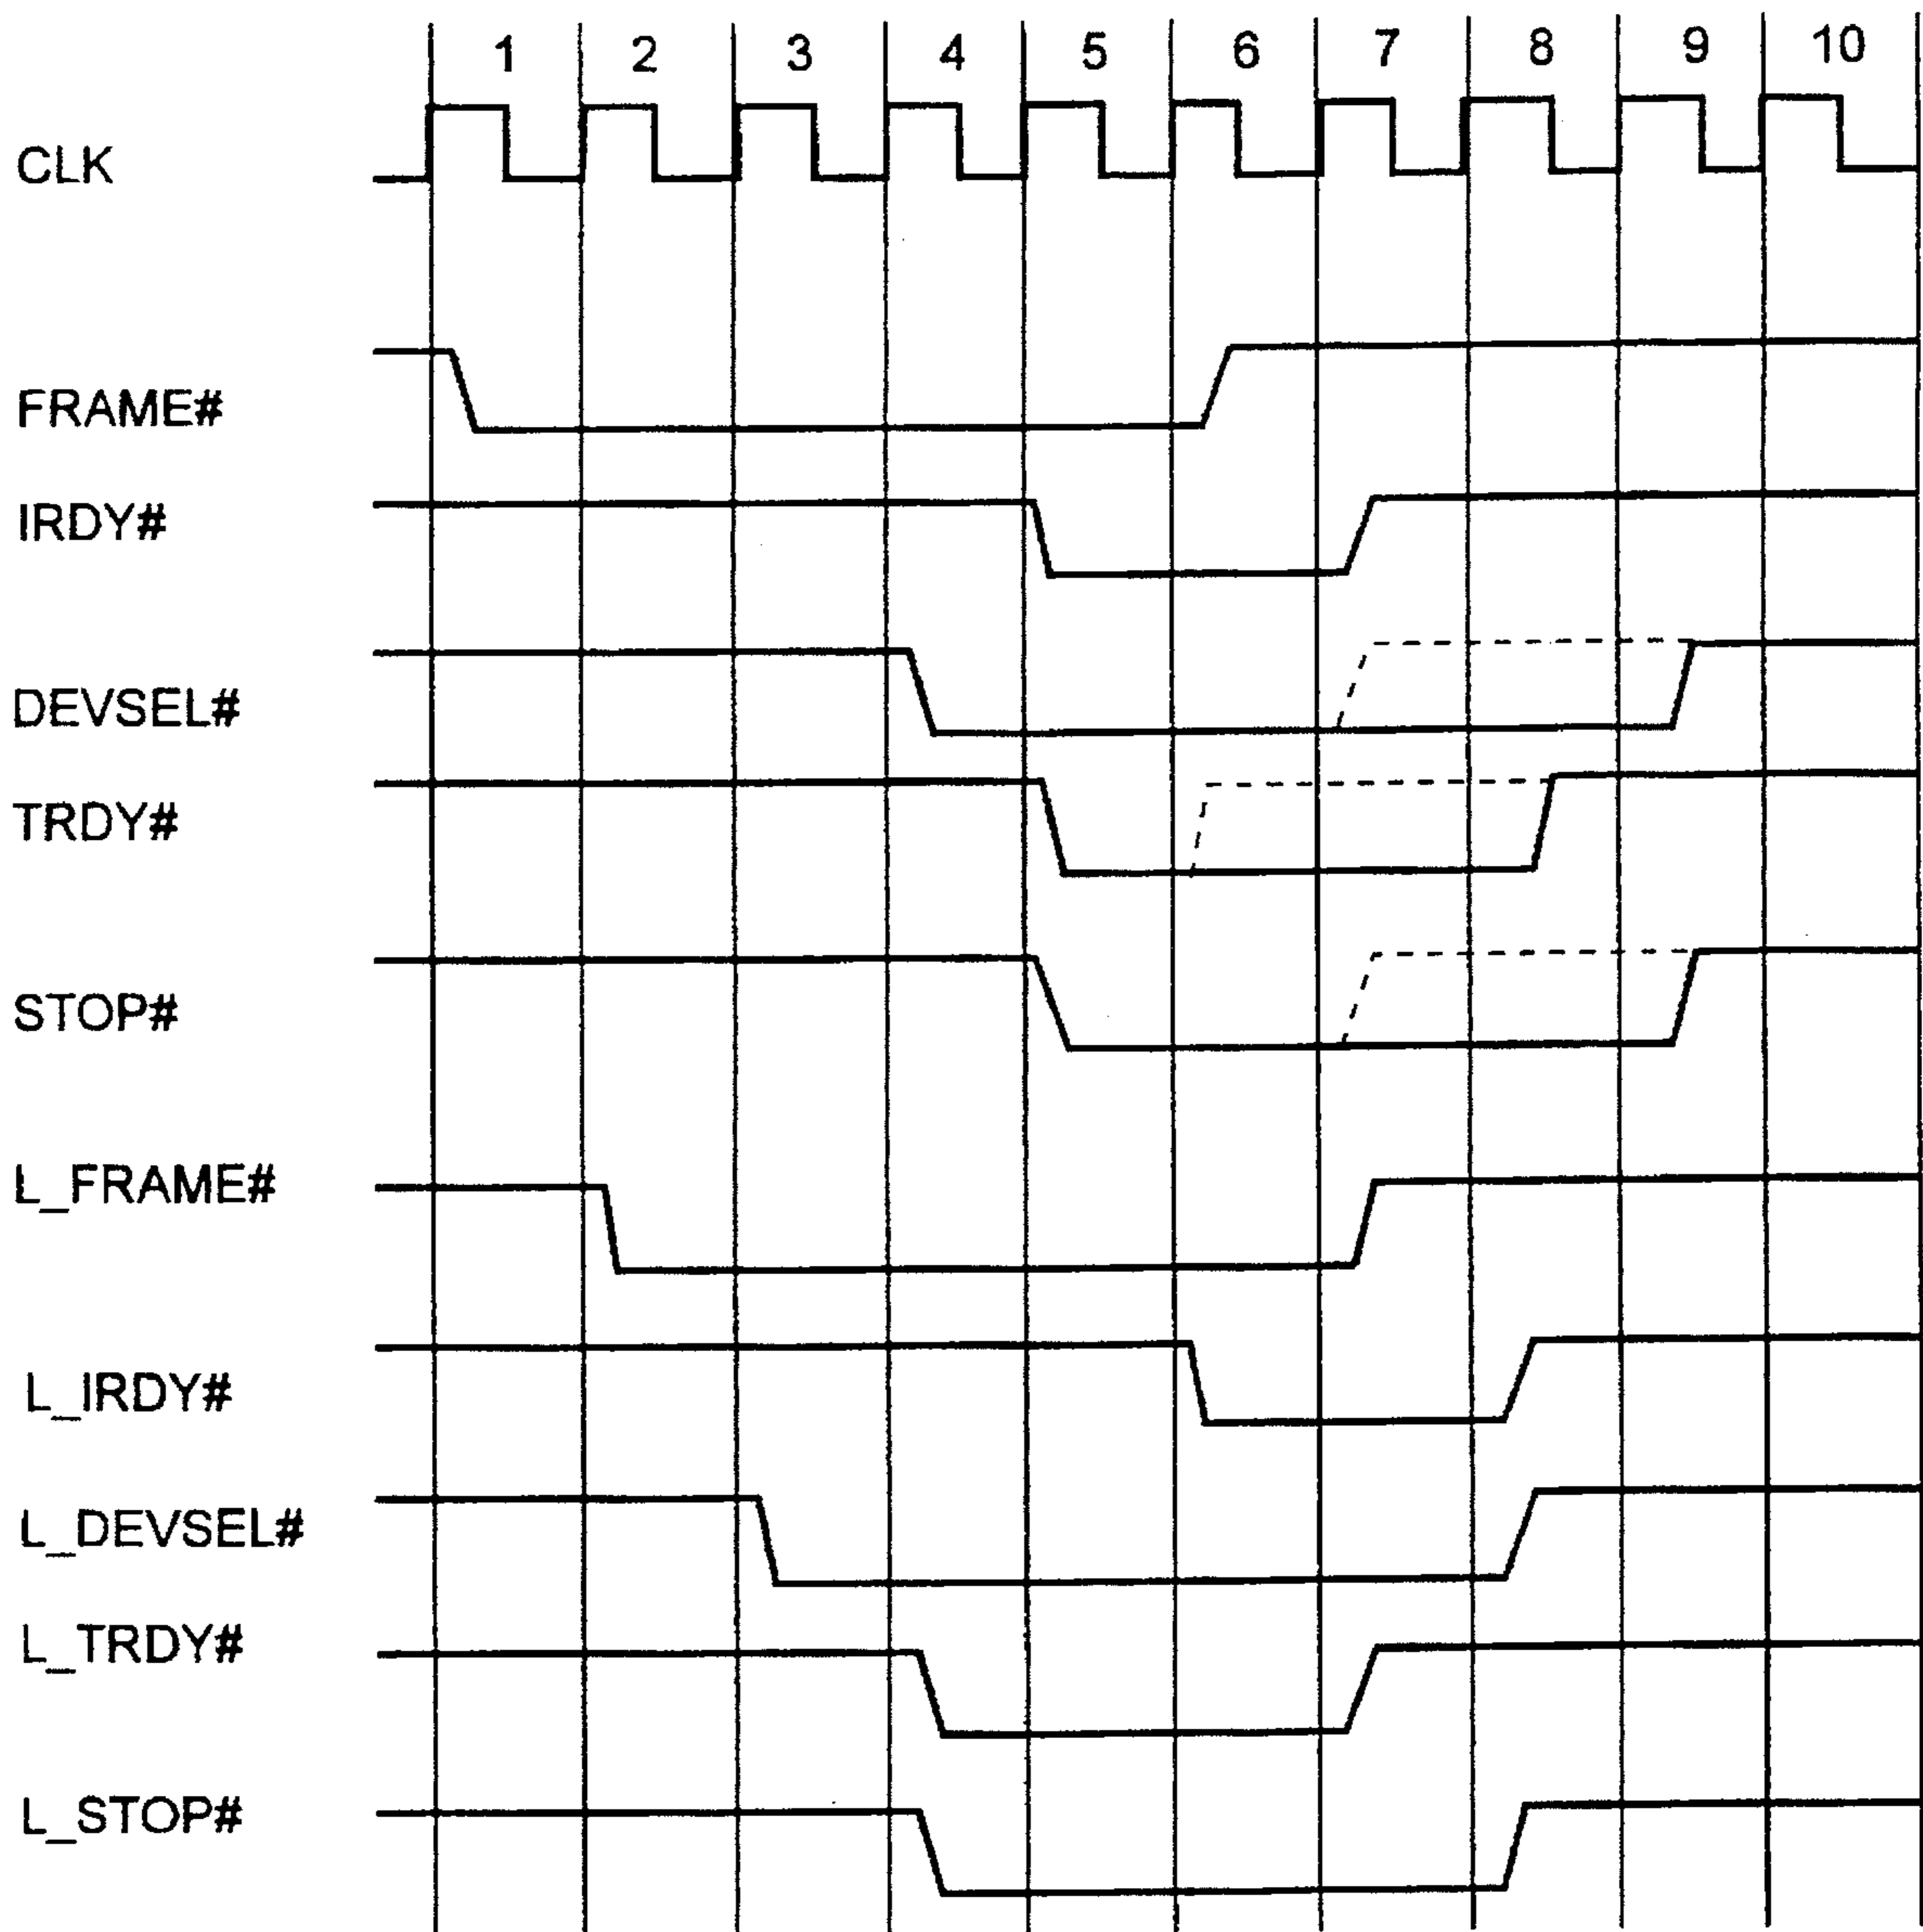 1 2 3 4 5 6 7 8 9 10
CLK
FRAME#
IRDY#
DEVSEL#
TRDY#
STOP#
L_FRAME#
L_IRDY#
L_DEVSEL#
L_TRDY#
L_STOP#